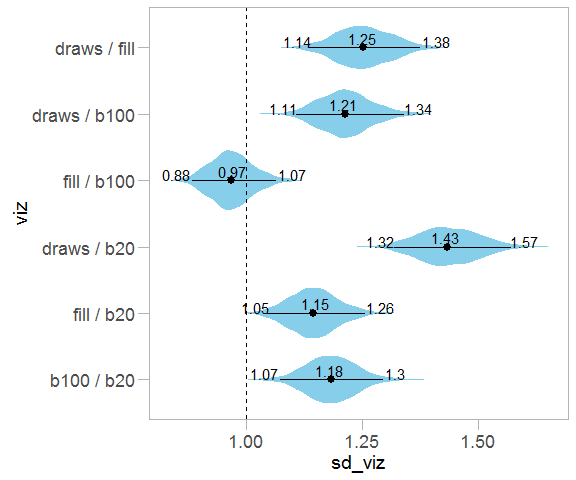 draws / fill
1.14 1.25 1.38
draws / b100
1.11 1.21 1.34
fill / b100
0.88 0.97 1.07
viz
draws / b20
1.32 1.43 1.57
fill / b20
1.05 1.15 1.26
b100 / b20
1.07 1.18 1.3
1.00 1.25 1.50
sd_viz